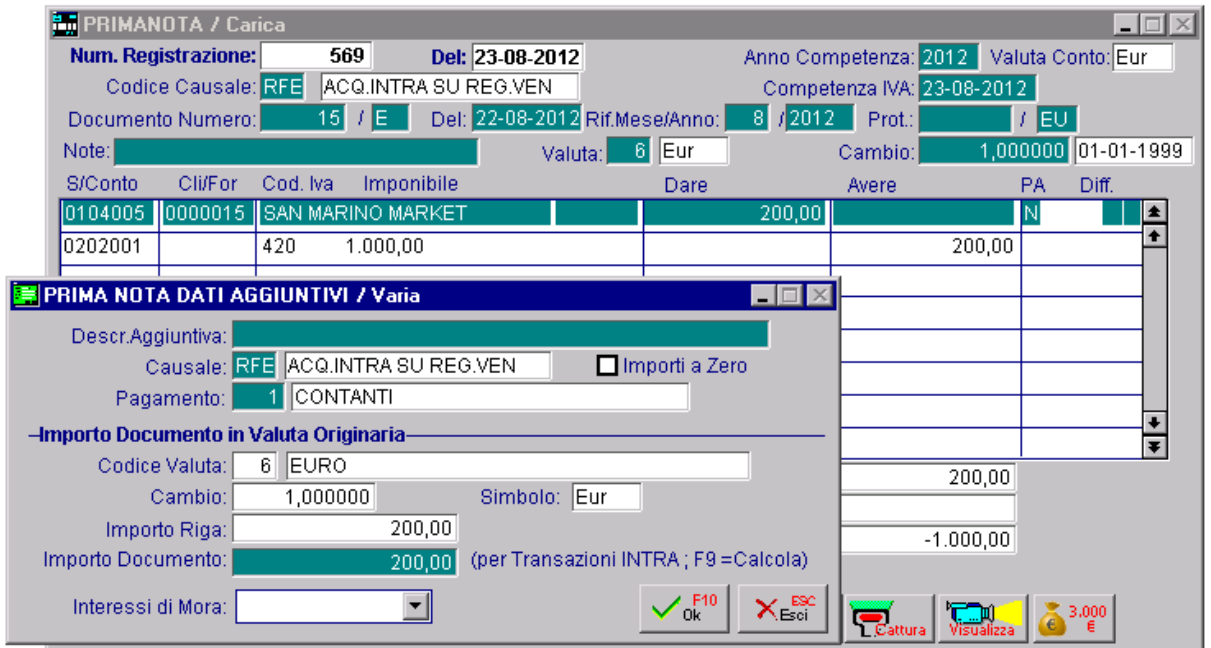 PRIMANOTA / Carica
Num. Registrazione: 569 Del: 23-08-2012 Anno Competenza: 2012 Valuta Conto: Eur
Codice Causale: RFE ACQ.INTRA SU REG.VEN Competenza IVA: 23-08-2012
Documento Numero: 15 / E Del: 22-08-2012 Rif.Mese/Anno: 8 / 2012 Prot.: / EU
Note: Valuta: 6 Eur Cambio: 1,000000 01-01-1999
S/Conto Cli/For Cod. Iva Imponibile Dare Avere PA Diff.
0104005 0000015 SAN MARINO MARKET 200,00 N
0202001 420 1.000,00 200,00
PRIMA NOTA DATI AGGIUNTIVI / Varia
Descr.Aggiuntiva:
Causale: RFE ACQ.INTRA SU REG.VEN Importi a Zero
Pagamento: 1 CONTANTI
Importo Documento in Valuta Originaria
Codice Valuta: 6 EURO
Cambio: 1,000000 Simbolo: Eur
Importo Riga: 200,00
Importo Documento: 200,00 (per Transazioni INTRA ; F9 =Calcola)
Interessi di Mora:
F10 Ok ESC Esci
200,00
-1.000,00
Cattura Visualizza 3.000 €